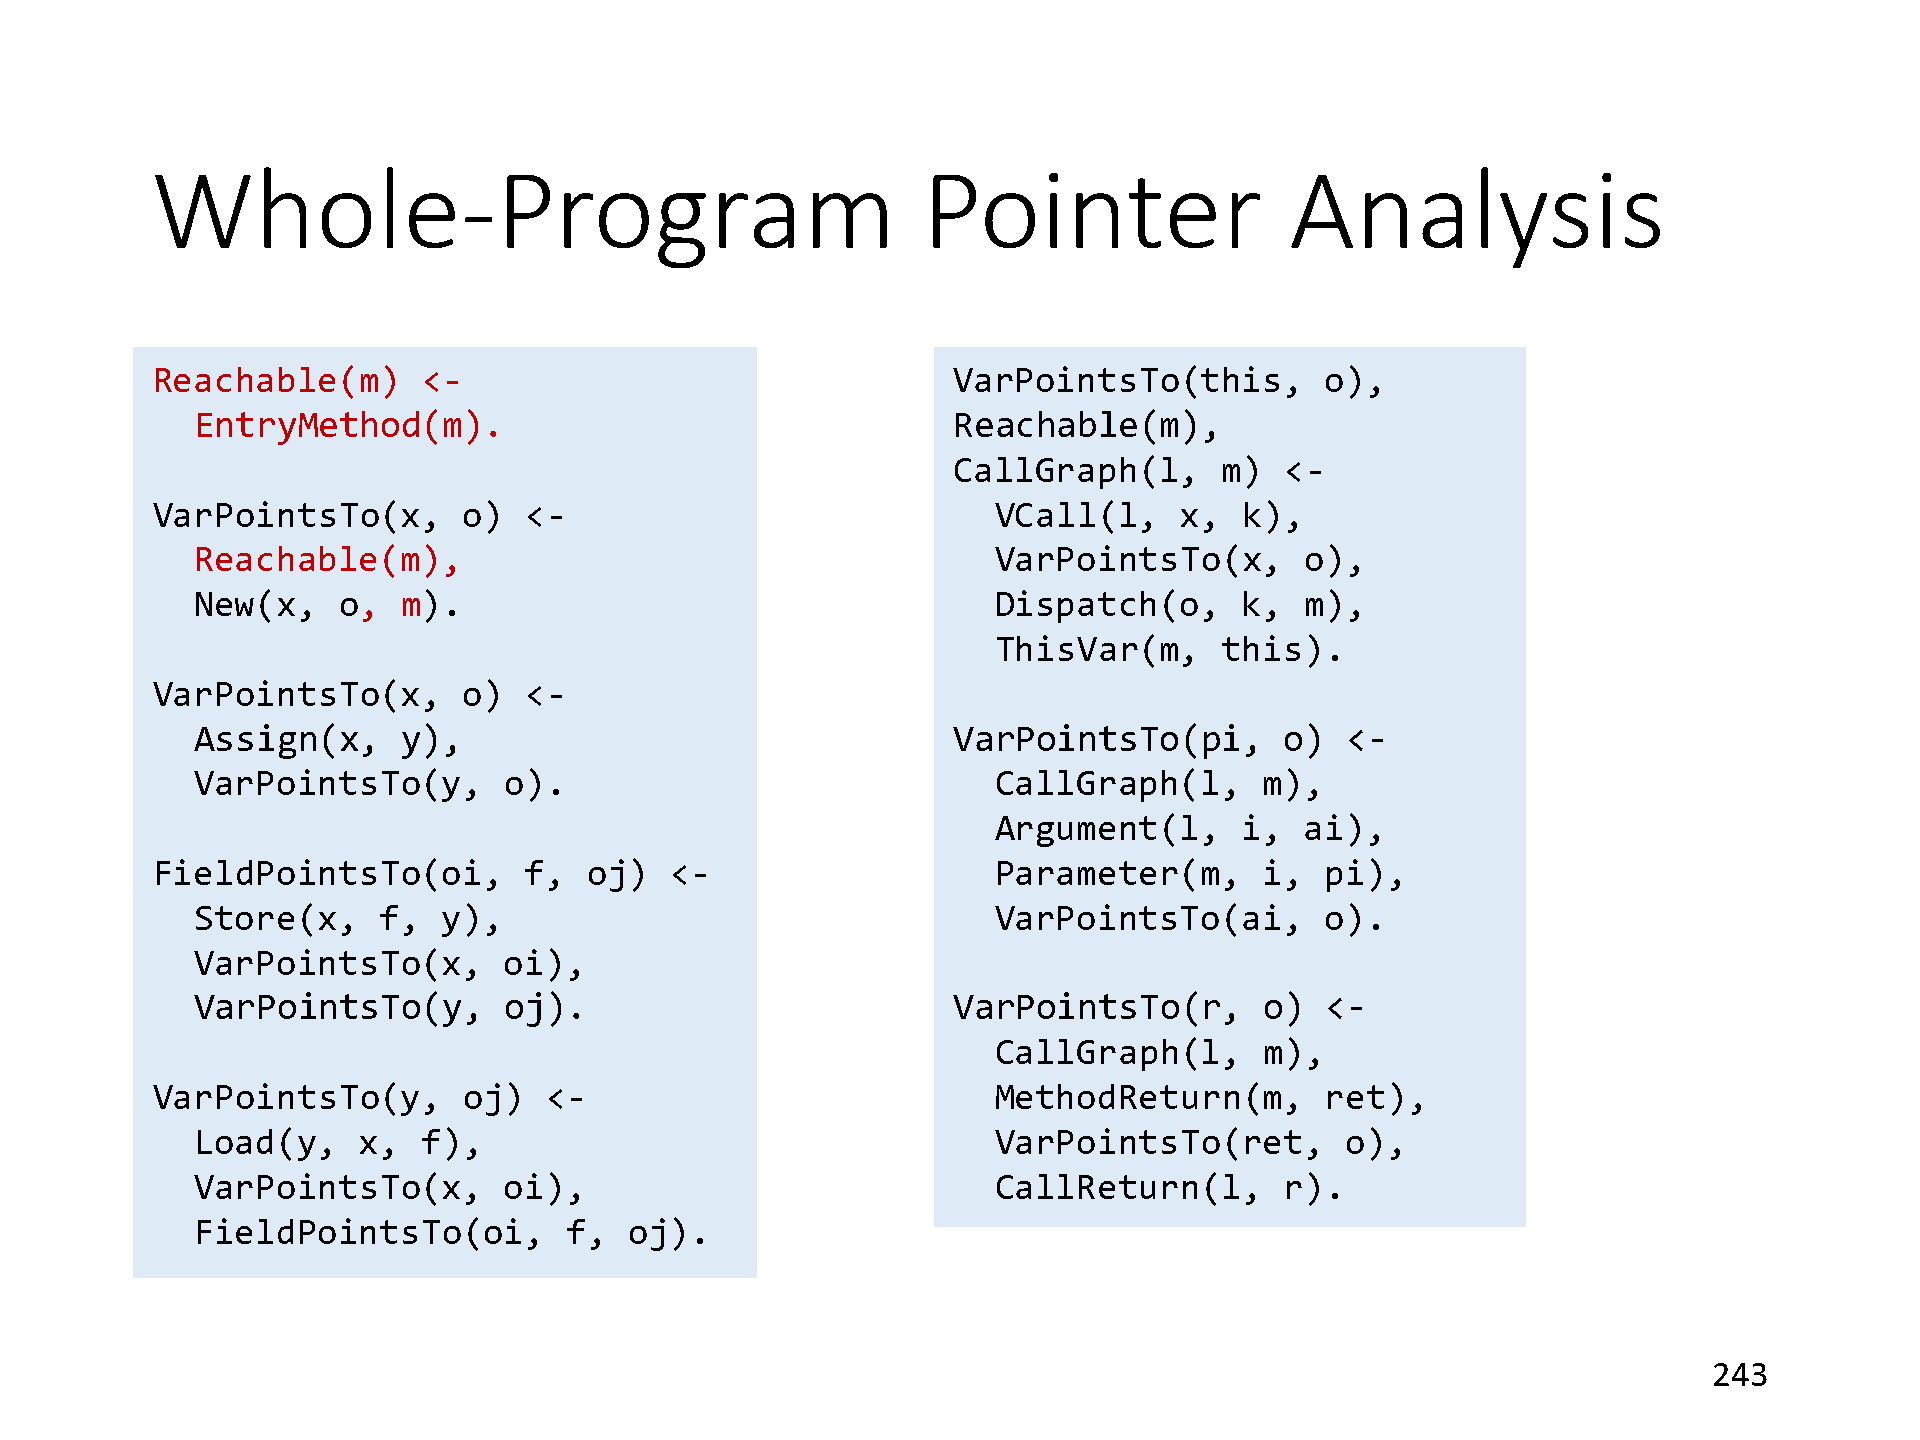 Whole-Program Pointer Analysis
Reachable(m) <-
  EntryMethod(m).
VarPointsTo(x, o) <-
  Reachable(m),
  New(x, o, m).
VarPointsTo(x, o) <-
  Assign(x, y),
  VarPointsTo(y, o).
FieldPointsTo(oi, f, oj) <-
  Store(x, f, y),
  VarPointsTo(x, oi),
  VarPointsTo(y, oj).
VarPointsTo(y, oj) <-
  Load(y, x, f),
  VarPointsTo(x, oi),
  FieldPointsTo(oi, f, oj).
VarPointsTo(this, o),
Reachable(m),
CallGraph(l, m) <-
  VCall(l, x, k),
  VarPointsTo(x, o),
  Dispatch(o, k, m),
  ThisVar(m, this).
VarPointsTo(pi, o) <-
  CallGraph(l, m),
  Argument(l, i, ai),
  Parameter(m, i, pi),
  VarPointsTo(ai, o).
VarPointsTo(r, o) <-
  CallGraph(l, m),
  MethodReturn(m, ret),
  VarPointsTo(ret, o),
  CallReturn(l, r).
243